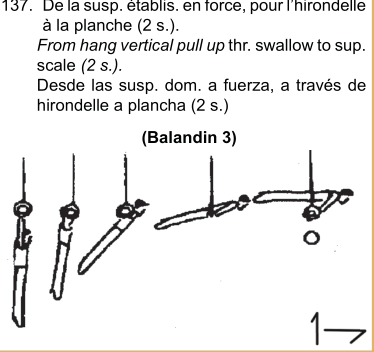 137. De la susp. établis. en force, pour l'hirondelle
à la planche (2 s.).
From hang vertical pull up thr. swallow to sup.
scale (2 s.).
Desde las susp. dom. a fuerza, a través de
hirondelle a plancha (2 s.)
(Balandin 3)